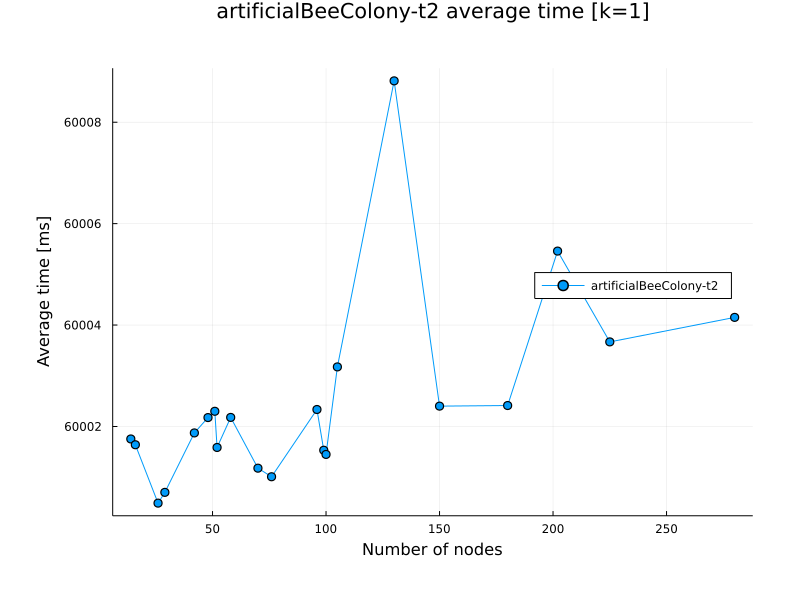 artificialBeeColony-t2 average time [k=1]
60008
60006
60004
60002
Average time [ms]
artificialBeeColony-t2
50
100
150
200
250
Number of nodes